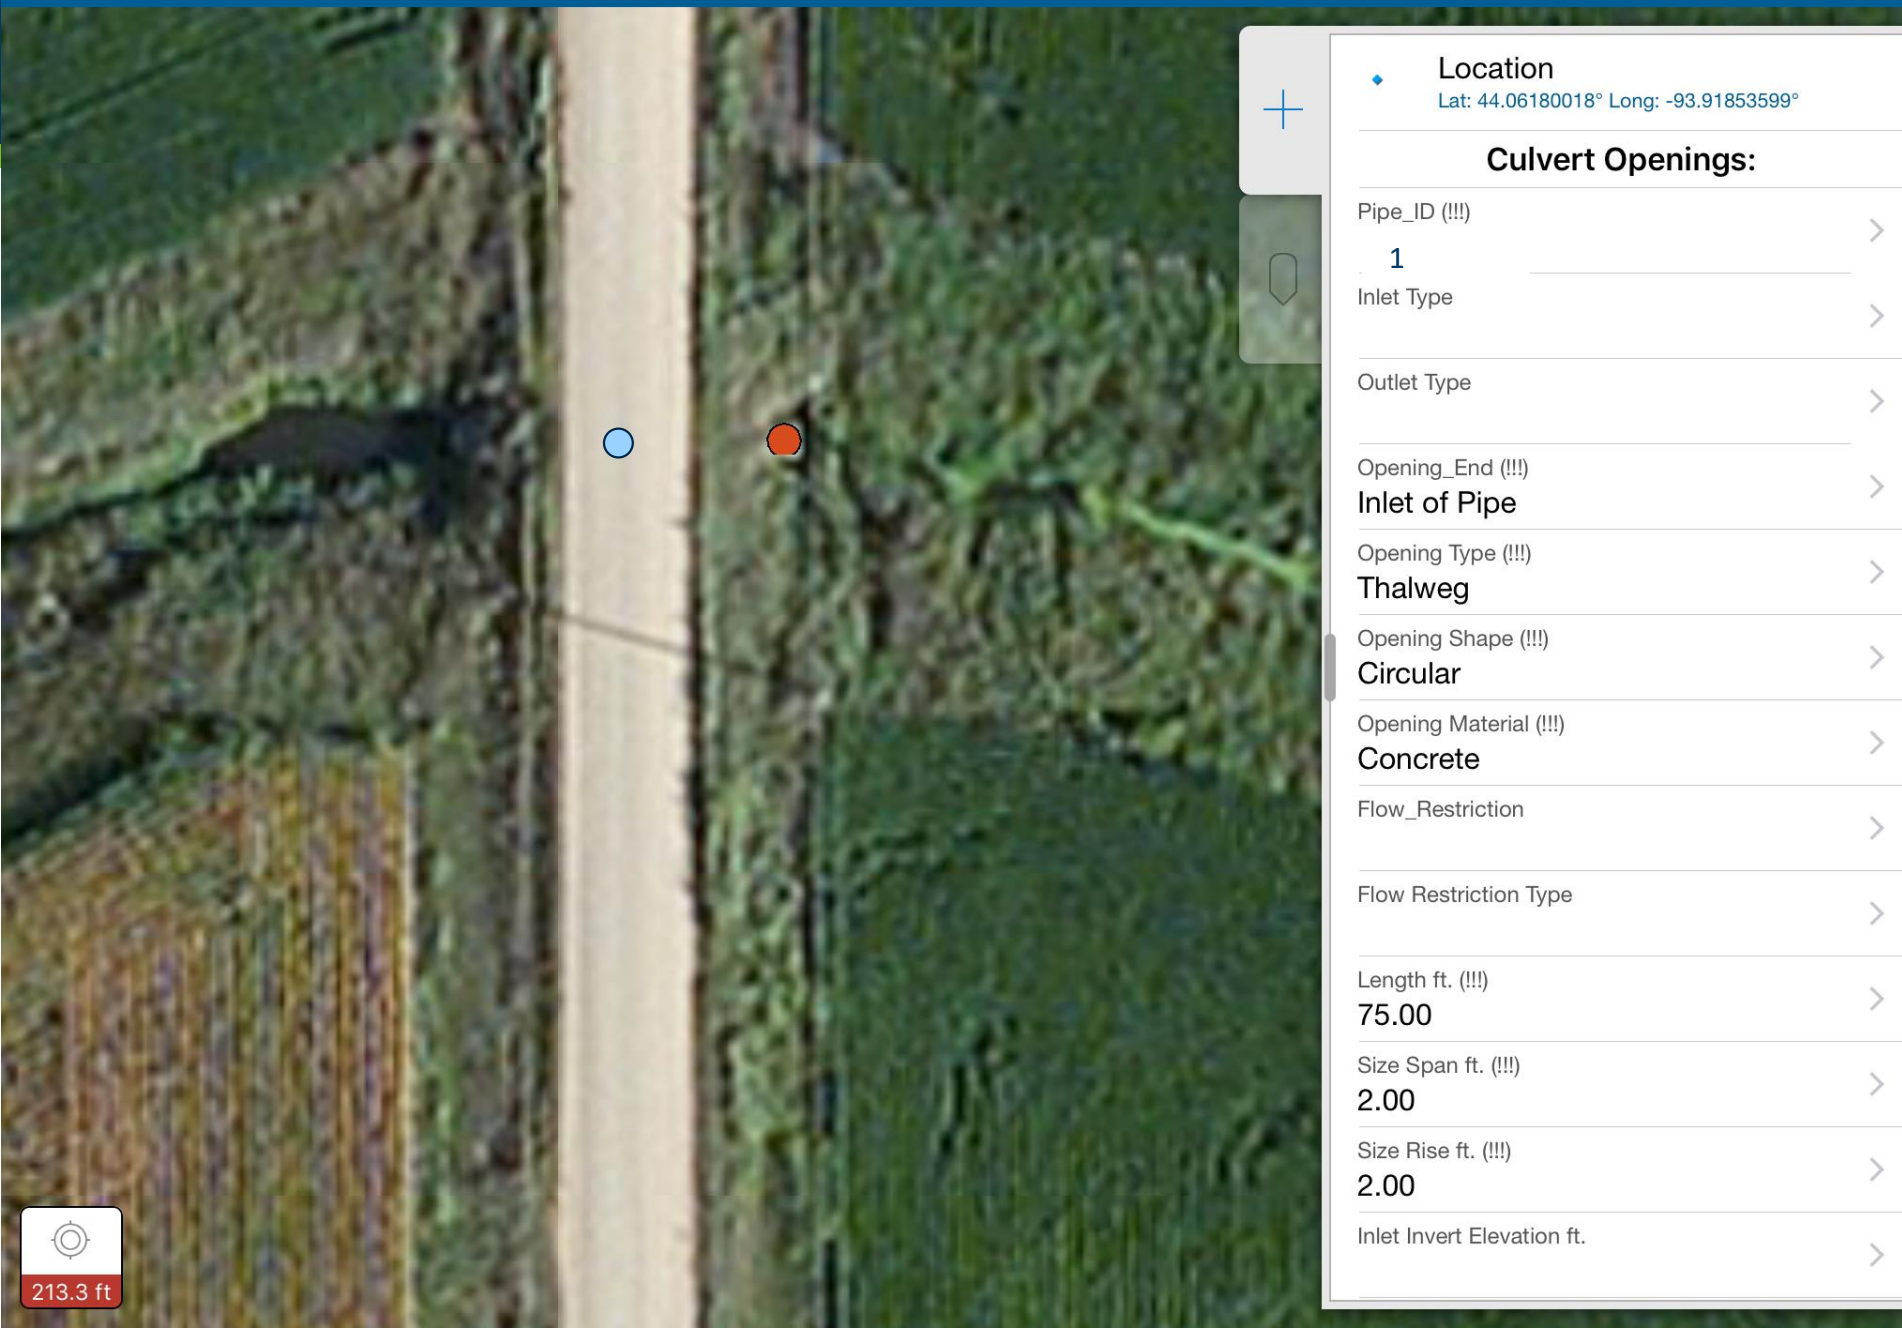 Location
Lat: 44.06180018° Long: -93.91853599°
Culvert Openings:
Pipe_ID (!!!)
1
Inlet Type
Outlet Type
Opening_End (!!!)
Inlet of Pipe
Opening Type (!!!)
Thalweg
Opening Shape (!!!)
Circular
Opening Material (!!!)
Concrete
Flow_Restriction
Flow Restriction Type
Length ft. (!!!)
75.00
Size Span ft. (!!!)
2.00
Size Rise ft. (!!!)
2.00
Inlet Invert Elevation ft.
213.3 ft